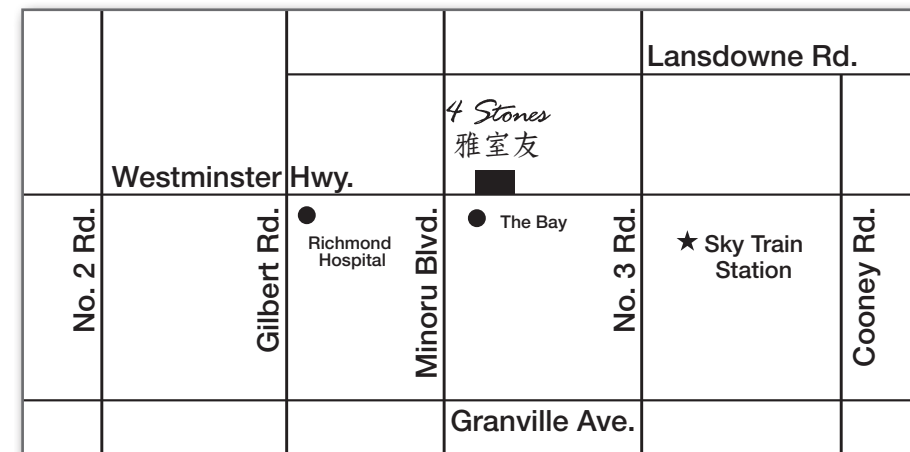 Lansdowne Rd.
4 Stones
雅室友
Westminster Hwy.
No. 2 Rd.
Gilbert Rd.
Richmond
Hospital
Minoru Blvd.
The Bay
No. 3 Rd.
Sky Train
Station
Cooney Rd.
Granville Ave.